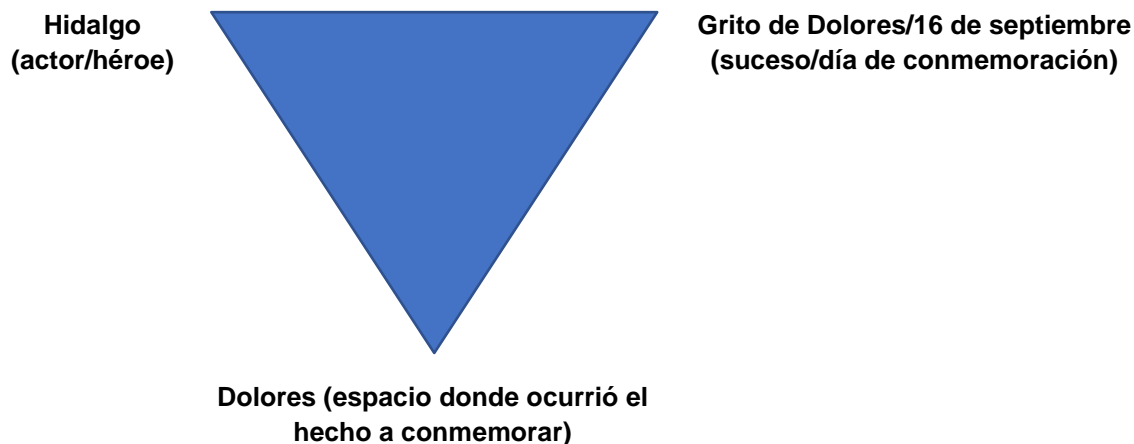 Hidalgo
(actor/héroe)
Grito de Dolores/16 de septiembre
(suceso/día de conmemoración)
Dolores (espacio donde ocurrió el
hecho a conmemorar)